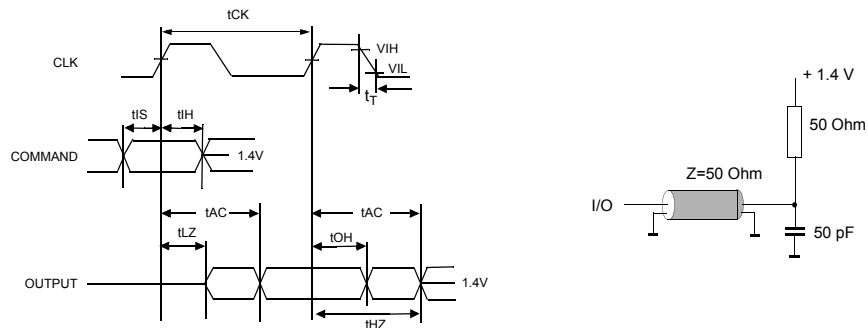 tCK
CLK
VIH
VIL
tT
tIS
tIH
COMMAND
1.4V
tAC
tAC
tLZ
tOH
OUTPUT
1.4V
tHZ
+ 1.4 V
50 Ohm
Z=50 Ohm
I/O
50 pF